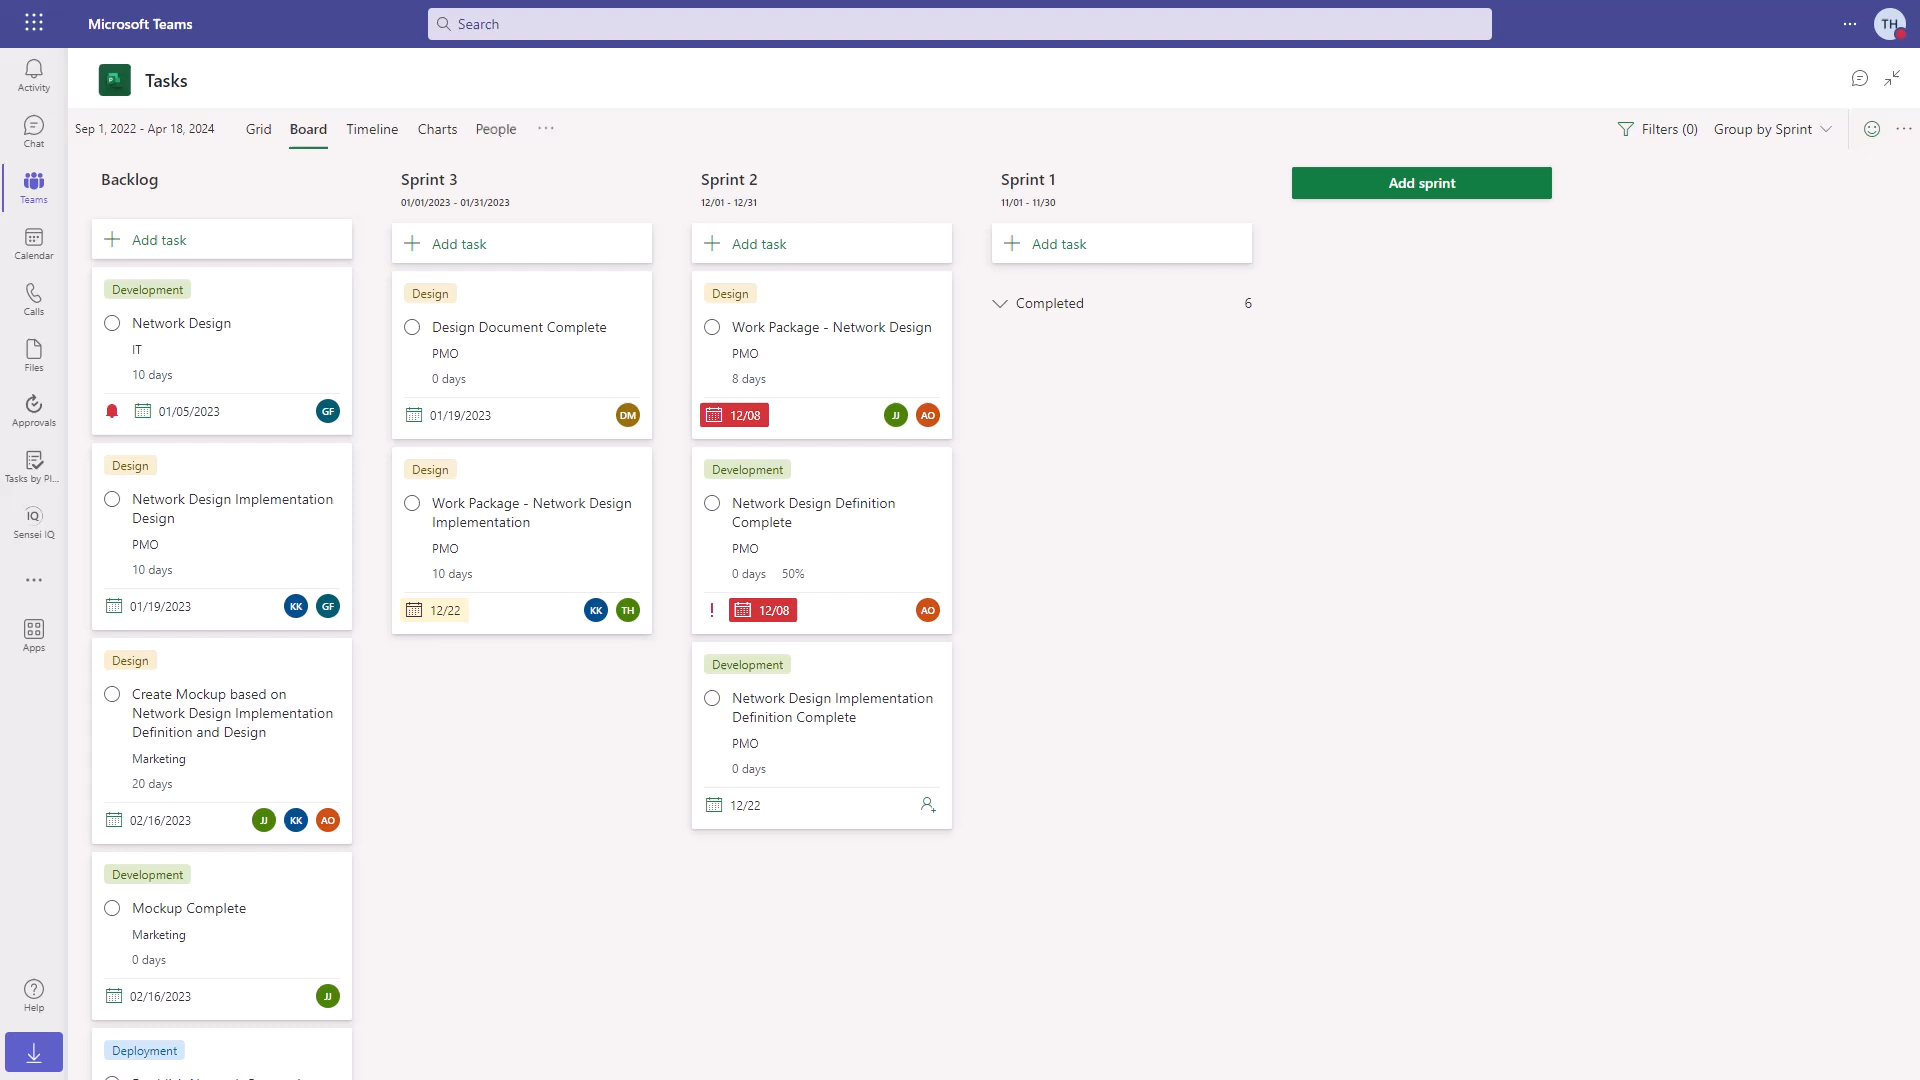 Microsoft Teams
Search
TH
Activity
Chat
Teams
Calendar
Calls
Files
Approvals
Tasks by Pl...
IQ
Sensei IQ
Apps
Help
Tasks
Sep 1, 2022 - Apr 18, 2024
Grid
Board
Timeline
Charts
People
Filters (0)
Group by Sprint
Backlog
Add task
Development
Network Design
IT
10 days
01/05/2023
GF
Design
Network Design Implementation
Design
PMO
10 days
01/19/2023
KK
GF
Design
Create Mockup based on
Network Design Implementation
Definition and Design
Marketing
20 days
02/16/2023
JJ
KK
AO
Development
Mockup Complete
Marketing
0 days
02/16/2023
JJ
Deployment
Sprint 3
01/01/2023 - 01/31/2023
Add task
Design
Design Document Complete
PMO
0 days
01/19/2023
DM
Design
Work Package - Network Design
Implementation
PMO
10 days
12/22
KK
TH
Sprint 2
12/01 - 12/31
Add task
Design
Work Package - Network Design
PMO
8 days
12/08
JJ
AO
Development
Network Design Definition
Complete
PMO
0 days 50%
12/08
AO
Development
Network Design Implementation
Definition Complete
PMO
0 days
12/22
Sprint 1
11/01 - 11/30
Add task
Completed 6
Add sprint